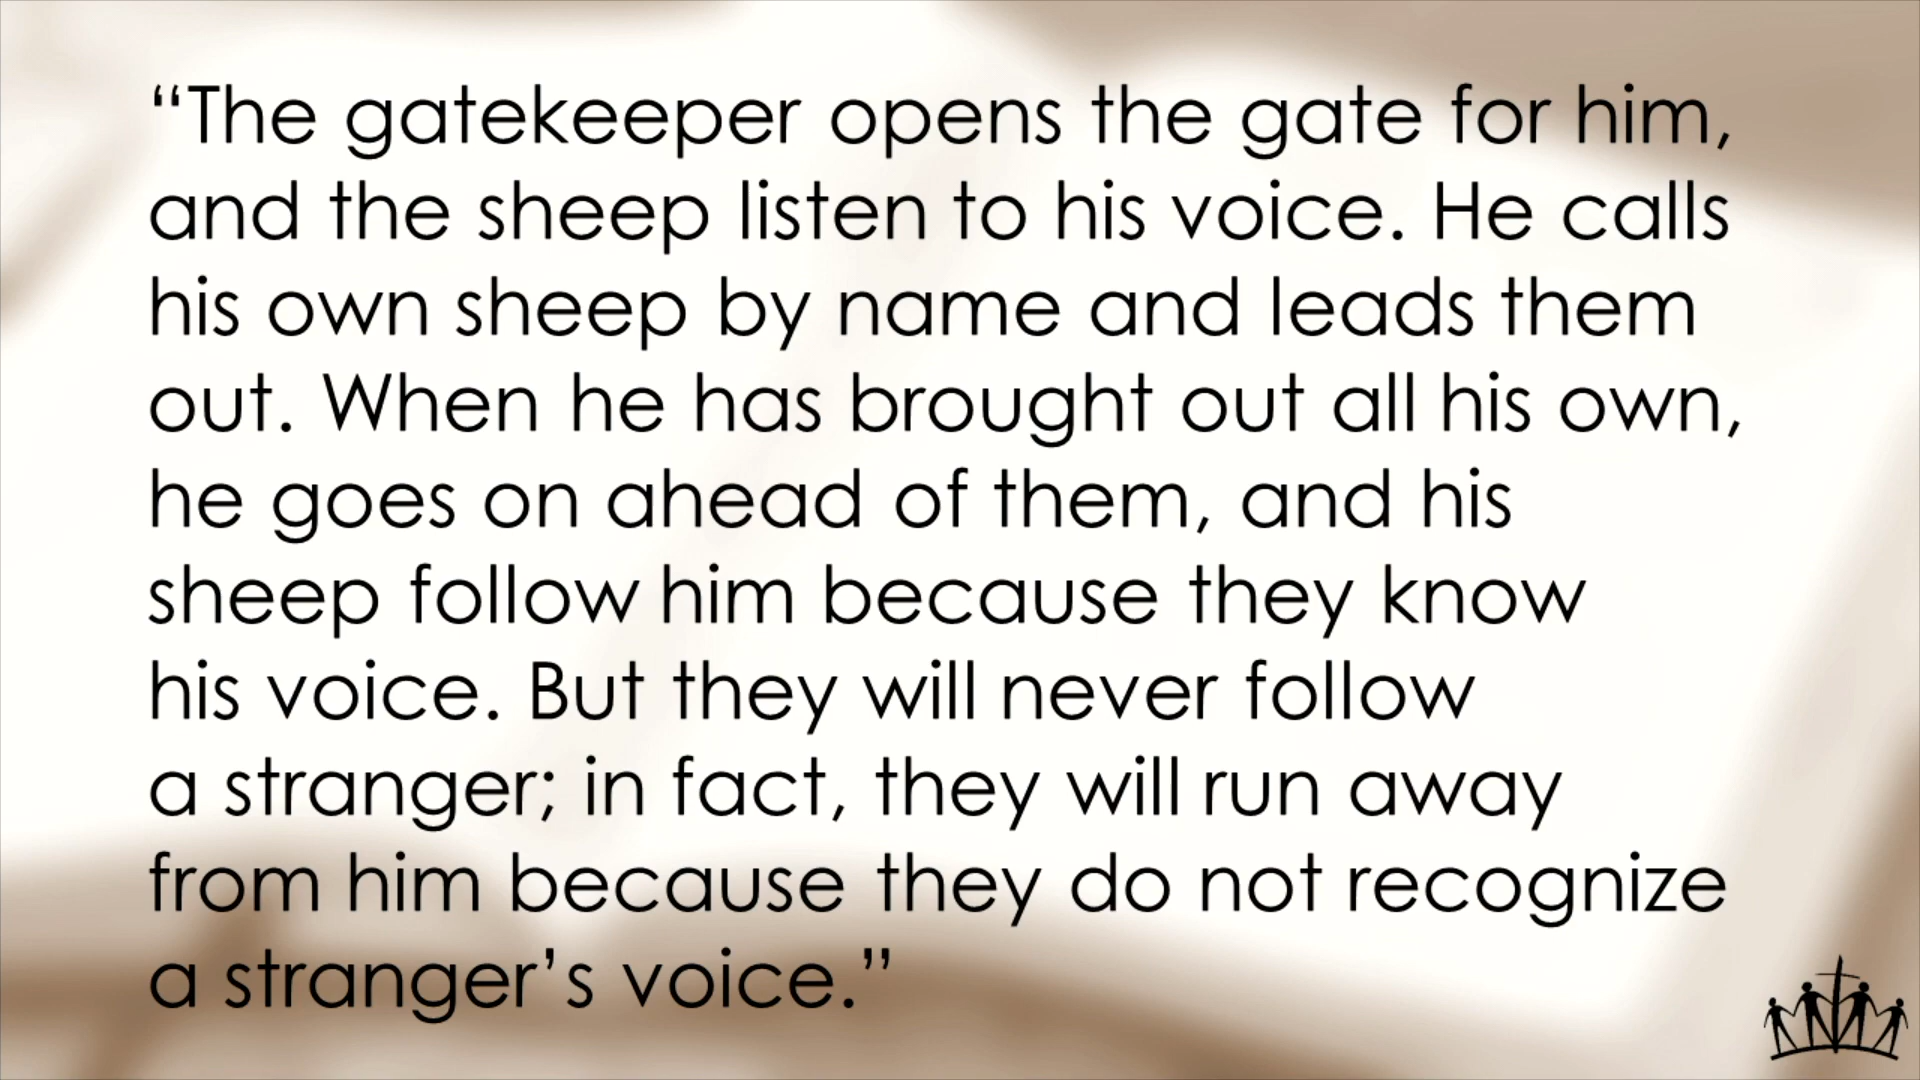 “The gatekeeper opens the gate for him,
and the sheep listen to his voice. He calls
his own sheep by name and leads them
out. When he has brought out all his own,
he goes on ahead of them, and his
sheep follow him because they know
his voice. But they will never follow
a stranger; in fact, they will run away
from him because they do not recognize
a stranger’s voice.”